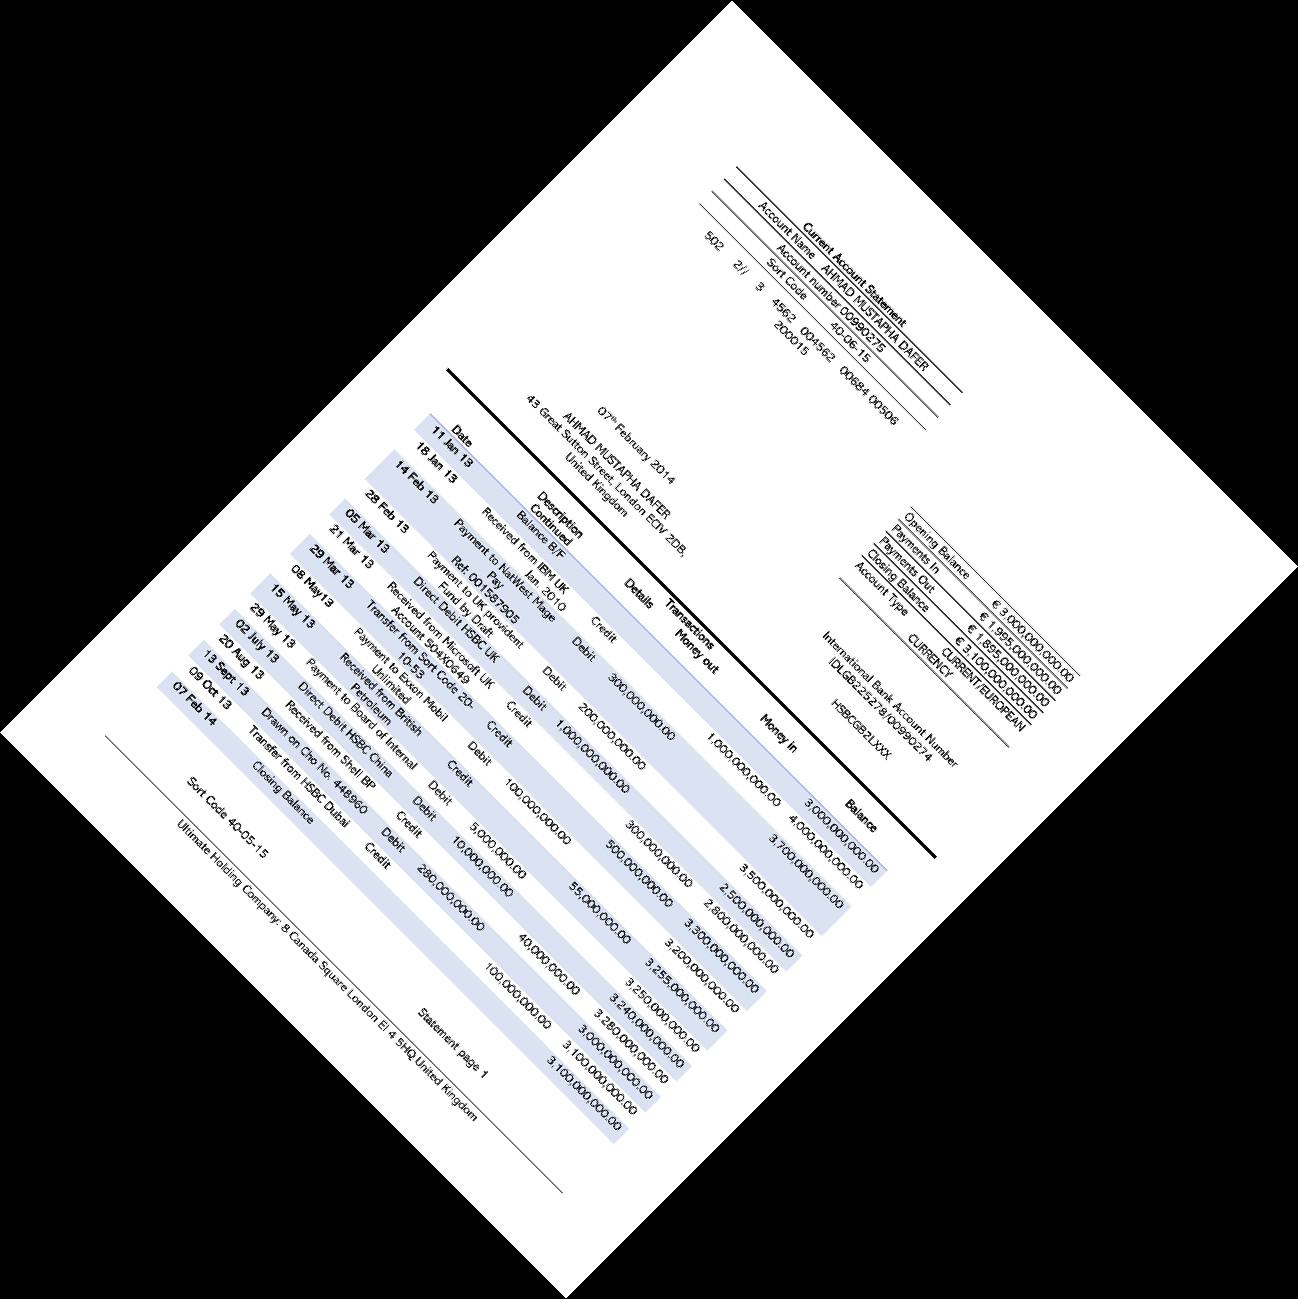 Current Account Statement
Account Name AHMAD MUSTAPHA DAFER
Account number 00990275
Sort Code 40-06-15
502 2// 3 4562 004562 00684 00506
200015
Opening Balance € 3,000,000,000.00
Payments In € 1,995,000,000.00
Payments Out € 1,895,000,000.00
Closing Balance € 3,100,000,000.00
Account Type CURRENT/EUROPEAN
CURRENCY
07th February 2014
AHMAD MUSTAPHA DAFER
43 Great Sutton Street, London ECIV 2DB,
United Kingdom
International Bank Account Number
IDLGB225278/00990274
HSBCGB2LXXX
Transactions
Date Description Details Money out Money in Balance
Continued
11 Jan 13 Balance B/F 3,000,000,000.00
18 Jan 13 Received from IBM UK Credit 1,000,000,000.00 4,000,000,000.00
Jan. 2010
14 Feb 13 Payment to NatWest Mage Debit 300,000,000.00 3,700,000,000.00
Pay
Ref: 001587905
28 Feb 13 Payment to UK provident Debit 200,000,000.00 3,500,000,000.00
Fund by Draft
05 Mar 13 Direct Debit HSBC UK Debit 1,000,000,000.00 2,500,000,000.00
21 Mar 13 Received from Microsoft UK Credit 300,000,000.00 2,800,000,000.00
Account 504X0649
29 Mar 13 Transfer from Sort Code 20- Credit 500,000,000.00 3,300,000,000.00
10-53
08 May13 Payment to Exxon Mobil Debit 100,000,000.00 3,200,000,000.00
Unlimited
15 May 13 Received from British Credit 55,000,000.00 3,255,000,000.00
Petroleum
29 May 13 Payment to Board of Internal Debit 5,000,000.00 3,250,000,000.00
02 July 13 Direct Debit HSBC China Debit 10,000,000.00 3,240,000,000.00
20 Aug 13 Received from Shell BP Credit 40,000,000.00 3,280,000,000.00
13 Sept. 13 Drawn on Cho No. 448960 Debit 280,000,000.00 3,000,000,000.00
09 Oct 13 Transfer from HSBC Dubai Credit 100,000,000.00 3,100,000,000.00
07 Feb 14 Closing Balance 3,100,000,000.00
Sort Code 40-05-15 Statement page 1
Ultimate Holding Company: 8 Canada Square London EI 4 5HQ United Kingdom